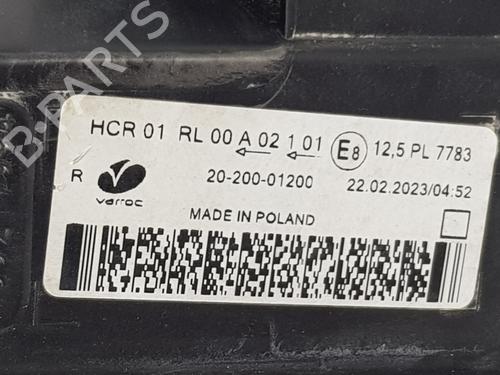 B-PARTS
HCR 01 RL 00 A 02 1 01 E8 12,5 PL 7783
R varroc 20-200-01200 22.02.2023/04:52
MADE IN POLAND